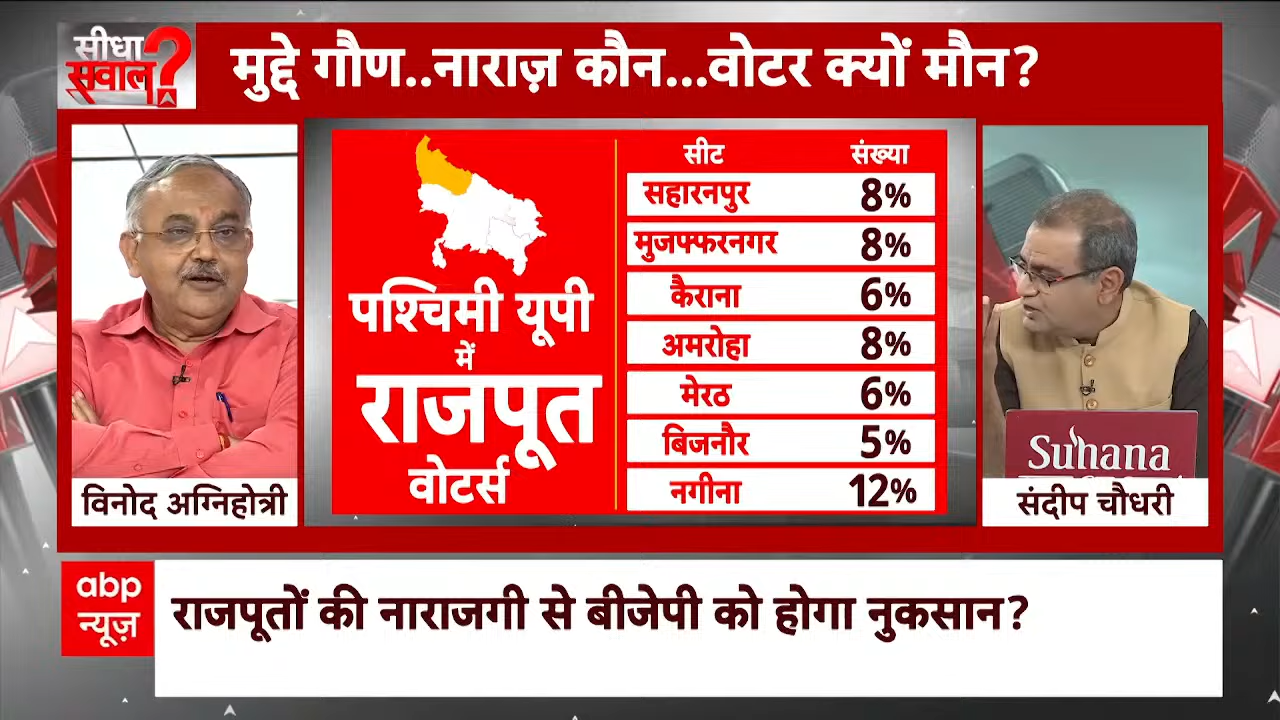 सीधा
सवाल?
मुद्दे गौण..नाराज़ कौन...वोटर क्यों मौन?
विनोद अग्निहोत्री
पश्चिमी यूपी
में
राजपूत
वोटर्स
सीट संख्या
सहारनपुर 8%
मुजफ्फरनगर 8%
कैराना 6%
अमरोहा 8%
मेरठ 6%
बिजनौर 5%
नगीना 12%
Suhana
संदीप चौधरी
abp
न्यूज़
राजपूतों की नाराजगी से बीजेपी को होगा नुकसान?